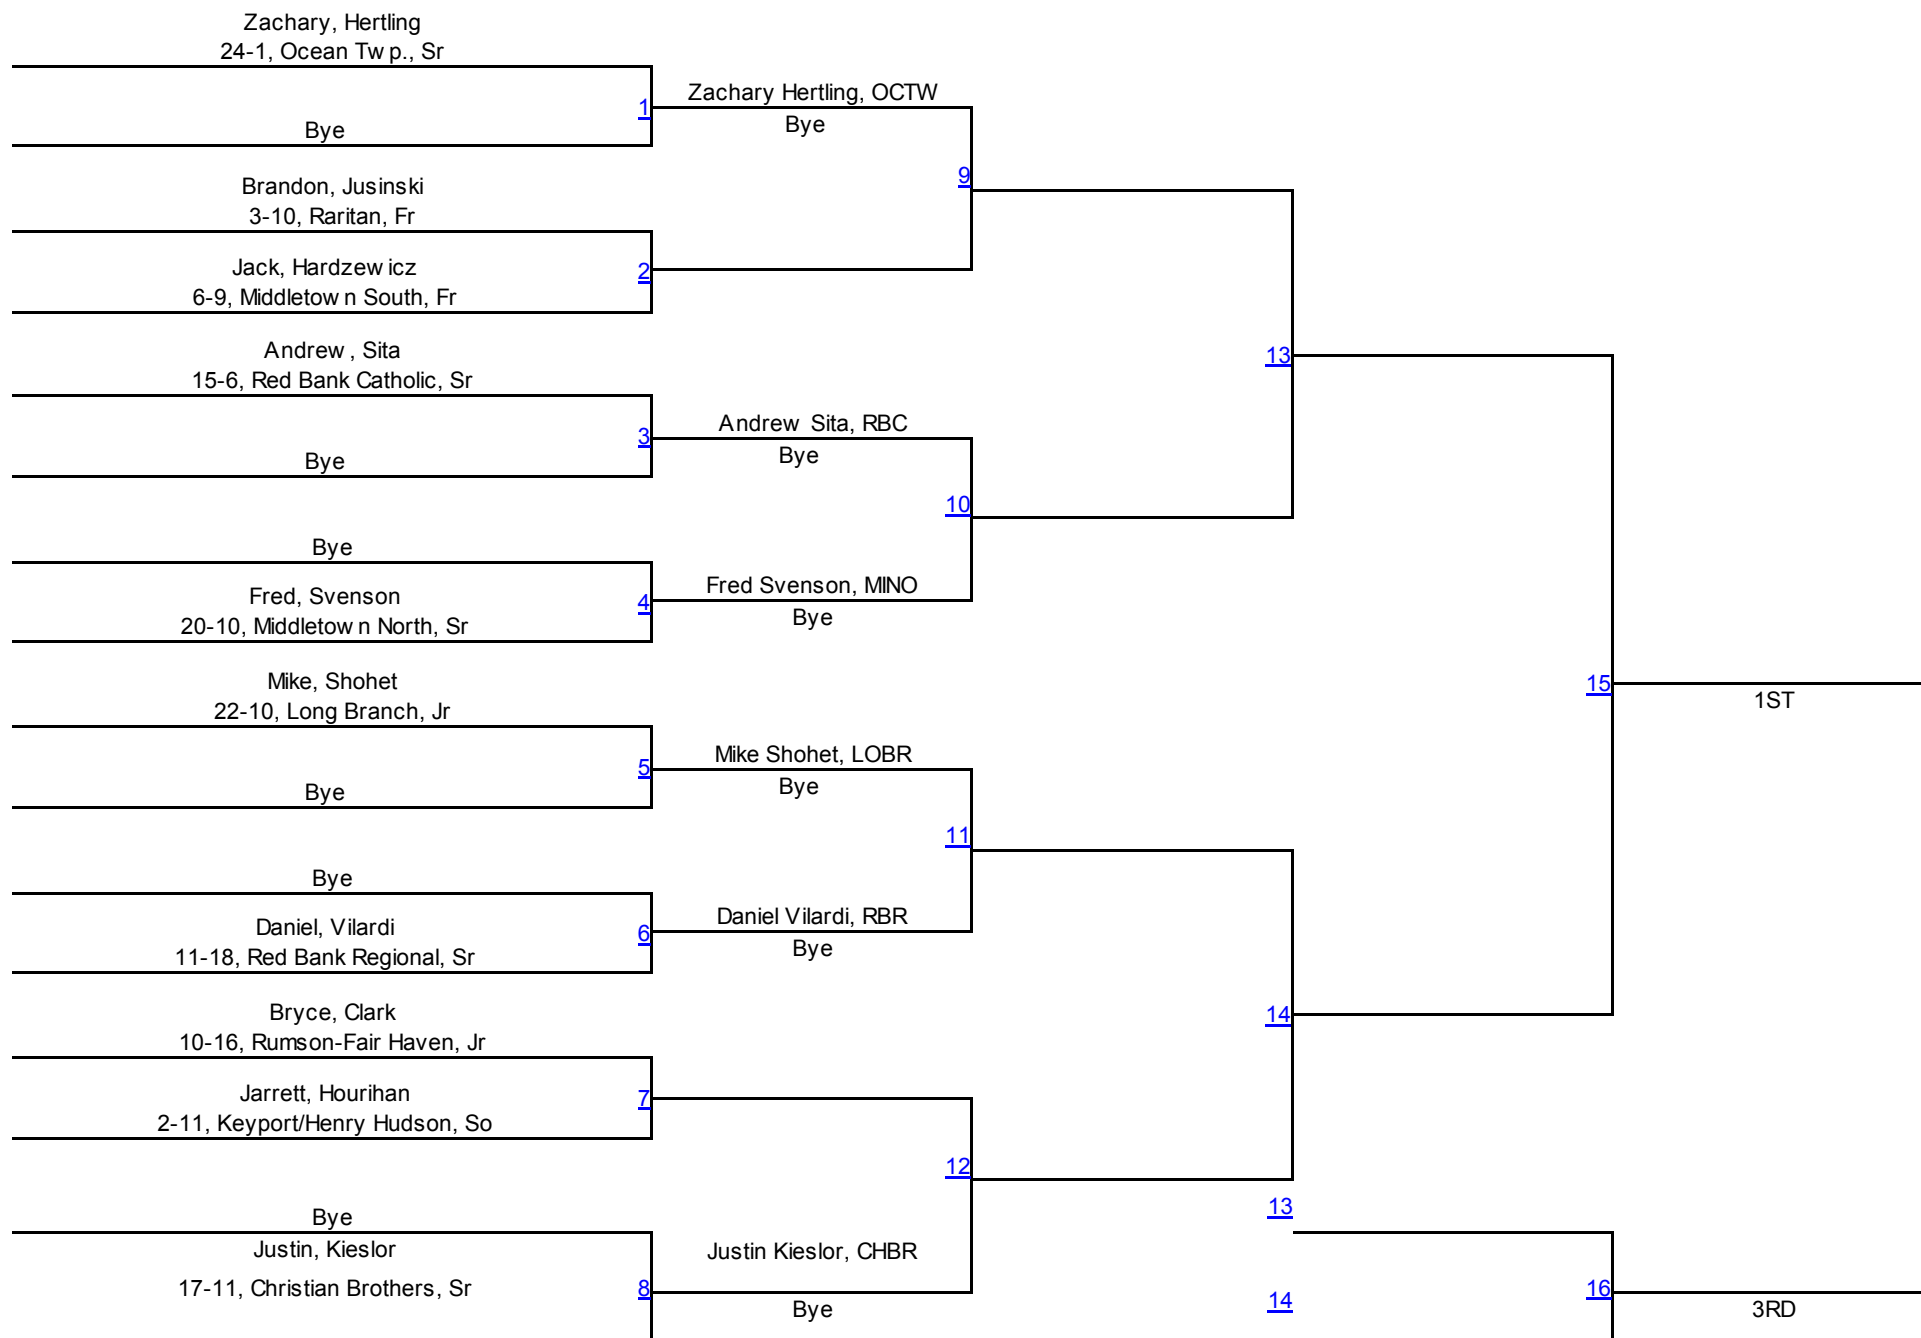 Zachary, Hertling
24-1, Ocean Twp., Sr
1
Zachary Hertling, OCTW
Bye
Bye
9
Brandon, Jusinski
3-10, Raritan, Fr
2
Jack, Hardzewicz
6-9, Middletown South, Fr
13
Andrew, Sita
15-6, Red Bank Catholic, Sr
3
Andrew Sita, RBC
Bye
Bye
10
Bye
4
Fred Svenson, MINO
Bye
Fred, Svenson
20-10, Middletown North, Sr
15
1ST
Mike, Shohet
22-10, Long Branch, Jr
5
Mike Shohet, LOBR
Bye
Bye
11
Bye
6
Daniel Vilardi, RBR
Bye
Daniel, Vilardi
11-18, Red Bank Regional, Sr
14
Bryce, Clark
10-16, Rumson-Fair Haven, Jr
7
Jarrett, Hourihan
2-11, Keyport/Henry Hudson, So
12
13
Bye
Justin, Kieslor
17-11, Christian Brothers, Sr
8
Justin Kieslor, CHBR
Bye
14
16
3RD